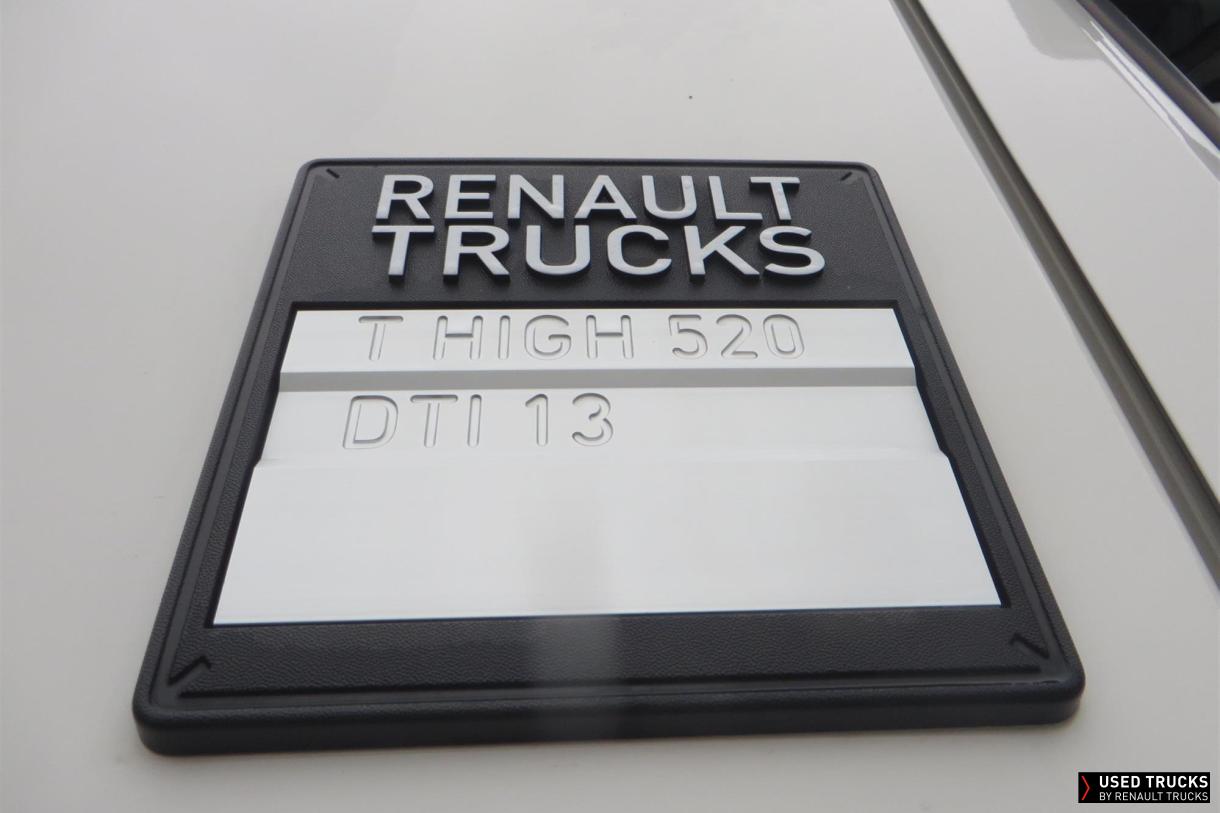 RENAULT
TRUCKS
T HIGH 520
DTI 13
USED TRUCKS
BY RENAULT TRUCKS